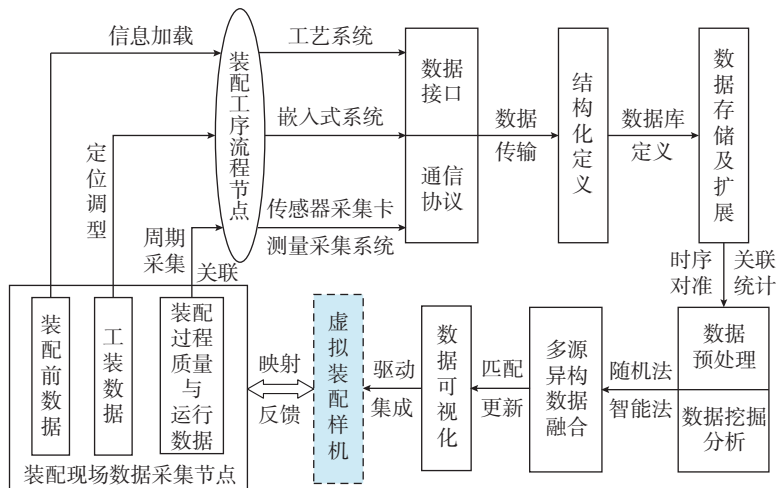 信息加载
定位调型
周期
采集
关联
装配工序流程节点
工艺系统
嵌入式系统
传感器采集卡
测量采集系统
数据
接口
通信
协议
数据
传输
结构化定义
数据库
定义
数据存储及扩展
时序
对准
关联
统计
数据
预处理
数据挖掘
分析
随机法
智能法
多源
异构
数据
融合
匹配
更新
数据可视化
驱动
集成
虚拟装配样机
映射
反馈
装配前数据
工装数据
装配
过程
质量
与
运行
数据
装配现场数据采集节点